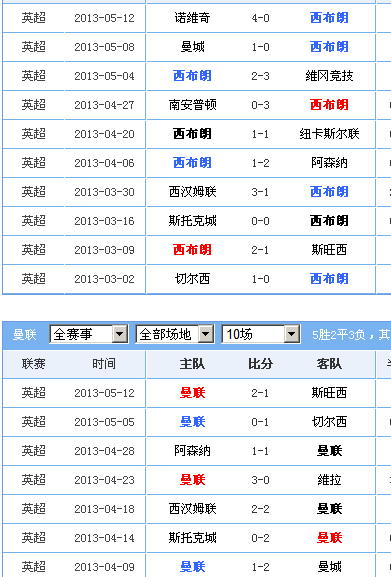 英超 2013-05-12 诺维奇 4-0 西布朗
英超 2013-05-08 曼城 1-0 西布朗
英超 2013-05-04 西布朗 2-3 维冈竞技
英超 2013-04-27 南安普顿 0-3 西布朗
英超 2013-04-20 西布朗 1-1 纽卡斯尔联
英超 2013-04-06 西布朗 1-2 阿森纳
英超 2013-03-30 西汉姆联 3-1 西布朗
英超 2013-03-16 斯托克城 0-0 西布朗
英超 2013-03-09 西布朗 2-1 斯旺西
英超 2013-03-02 切尔西 1-0 西布朗
曼联 全赛事 全部场地 10场 5胜2平3负，其
联赛 时间 主队 比分 客队
英超 2013-05-12 曼联 2-1 斯旺西
英超 2013-05-05 曼联 0-1 切尔西
英超 2013-04-28 阿森纳 1-1 曼联
英超 2013-04-23 曼联 3-0 维拉
英超 2013-04-18 西汉姆联 2-2 曼联
英超 2013-04-14 斯托克城 0-2 曼联
英超 2013-04-09 曼联 1-2 曼城